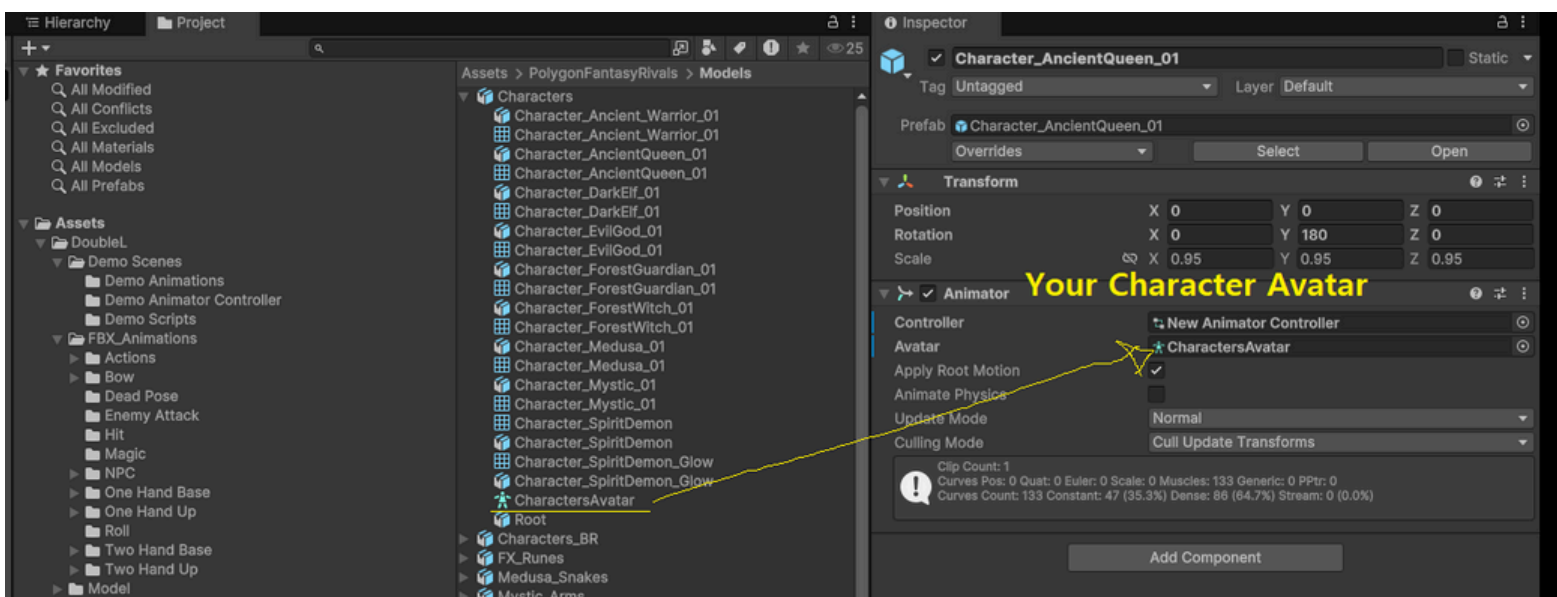 Hierarchy
Project
25
Favorites
All Modified
All Conflicts
All Excluded
All Materials
All Models
All Prefabs
Assets
DoubleL
Demo Scenes
Demo Animations
Demo Animator Controller
Demo Scripts
FBX_Animations
Actions
Bow
Dead Pose
Enemy Attack
Hit
Magic
NPC
One Hand Base
One Hand Up
Roll
Two Hand Base
Two Hand Up
Model
Assets > PolygonFantasyRivals > Models
Characters
Character_Ancient_Warrior_01
Character_Ancient_Warrior_01
Character_AncientQueen_01
Character_AncientQueen_01
Character_DarkElf_01
Character_DarkElf_01
Character_EvilGod_01
Character_EvilGod_01
Character_ForestGuardian_01
Character_ForestGuardian_01
Character_ForestWitch_01
Character_ForestWitch_01
Character_Medusa_01
Character_Medusa_01
Character_Mystic_01
Character_Mystic_01
Character_SpiritDemon
Character_SpiritDemon
Character_SpiritDemon_Glow
Character_SpiritDemon_Glow
CharactersAvatar
Root
Characters_BR
FX_Runes
Medusa_Snakes
Mystic_Arms
Inspector
Character_AncientQueen_01 Static
Tag Untagged Layer Default
Prefab Character_AncientQueen_01
Overrides Select Open
Transform
Position X 0 Y 0 Z 0
Rotation X 0 Y 180 Z 0
Scale X 0.95 Y 0.95 Z 0.95
Your Character Avatar
Animator
Controller New Animator Controller
Avatar CharactersAvatar
Apply Root Motion
Animate Physics
Update Mode Normal
Culling Mode Cull Update Transforms
Clip Count: 1
Curves Pos: 0 Quat: 0 Euler: 0 Scale: 0 Muscles: 133 Generic: 0 PPtr: 0
Curves Count: 133 Constant: 47 (35.3%) Dense: 86 (64.7%) Stream: 0 (0.0%)
Add Component